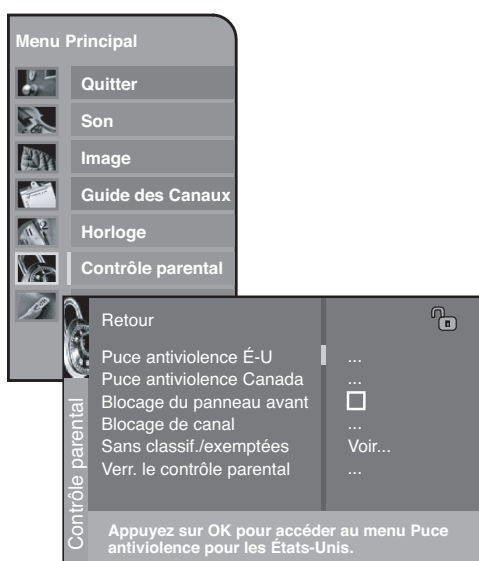 Menu Principal
Quitter
Son
Image
Guide des Canaux
Horloge
Contrôle parental
Contrôle parental
Retour
Puce antiviolence É-U ...
Puce antiviolence Canada ...
Blocage du panneau avant
Blocage de canal ...
Sans classif./exemptées Voir...
Verr. le contrôle parental ...
Appuyez sur OK pour accéder au menu Puce
antiviolence pour les États-Unis.